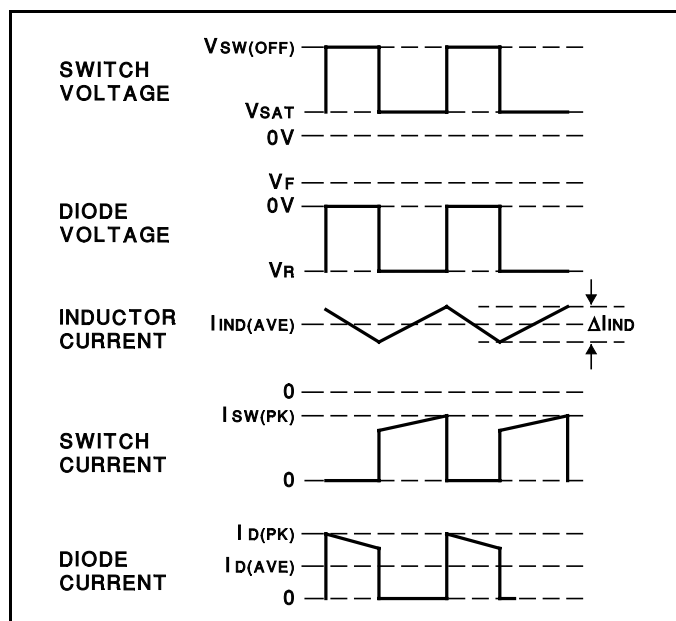 SWITCH
VOLTAGE
VSW(OFF)
VSAT
0V
DIODE
VOLTAGE
VF
0V
VR
INDUCTOR
CURRENT
IIND(AVE)
ΔIIND
0
SWITCH
CURRENT
ISW(PK)
0
DIODE
CURRENT
ID(PK)
ID(AVE)
0